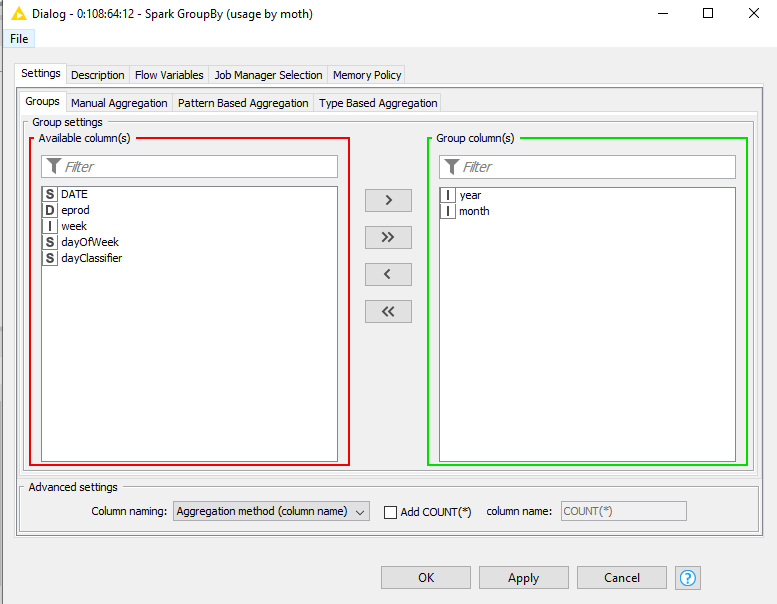 Dialog - 0:108:64:12 - Spark GroupBy (usage by moth)
File
Settings Description Flow Variables Job Manager Selection Memory Policy
Groups Manual Aggregation Pattern Based Aggregation Type Based Aggregation
Group settings
Available column(s)
Filter
S DATE
D eprod
I week
S dayOfWeek
S dayClassifier
>
>>
<
<<
Group column(s)
Filter
I year
I month
Advanced settings
Column naming: Aggregation method (column name) Add COUNT(*) column name: COUNT(*)
OK Apply Cancel ?